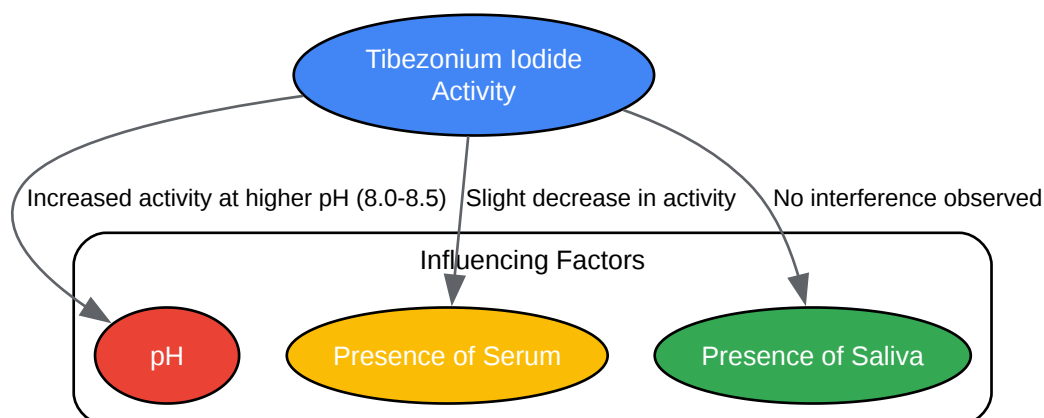 Tibezonium Iodide
Activity
Increased activity at higher pH (8.0-8.5)
Slight decrease in activity
No interference observed
Influencing Factors
pH
Presence of Serum
Presence of Saliva